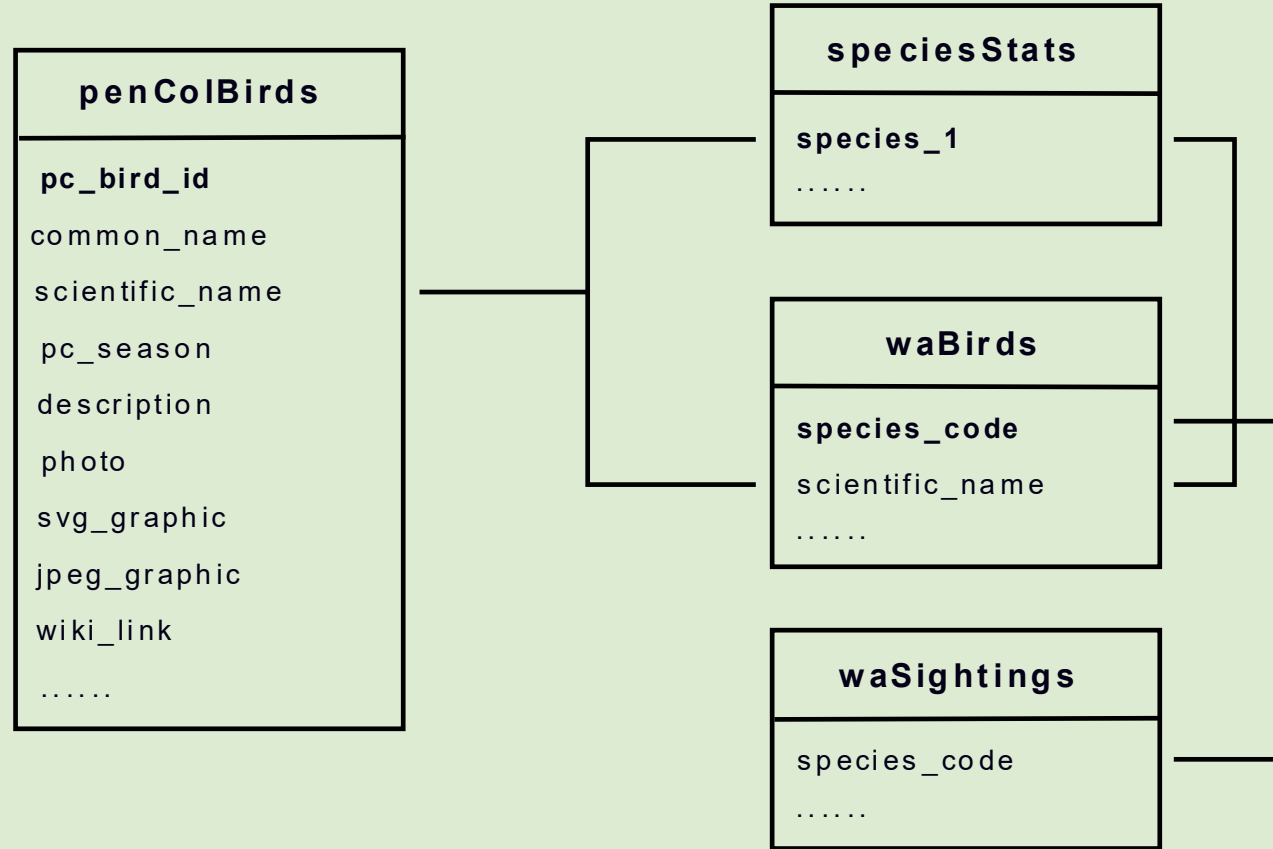 penColBirds
pc_bird_id
common_name
scientific_name
pc_season
description
photo
svg_graphic
jpeg_graphic
wiki_link
......
speciesStats
species_1
......
waBirds
species_code
scientific_name
......
waSightings
species_code
......